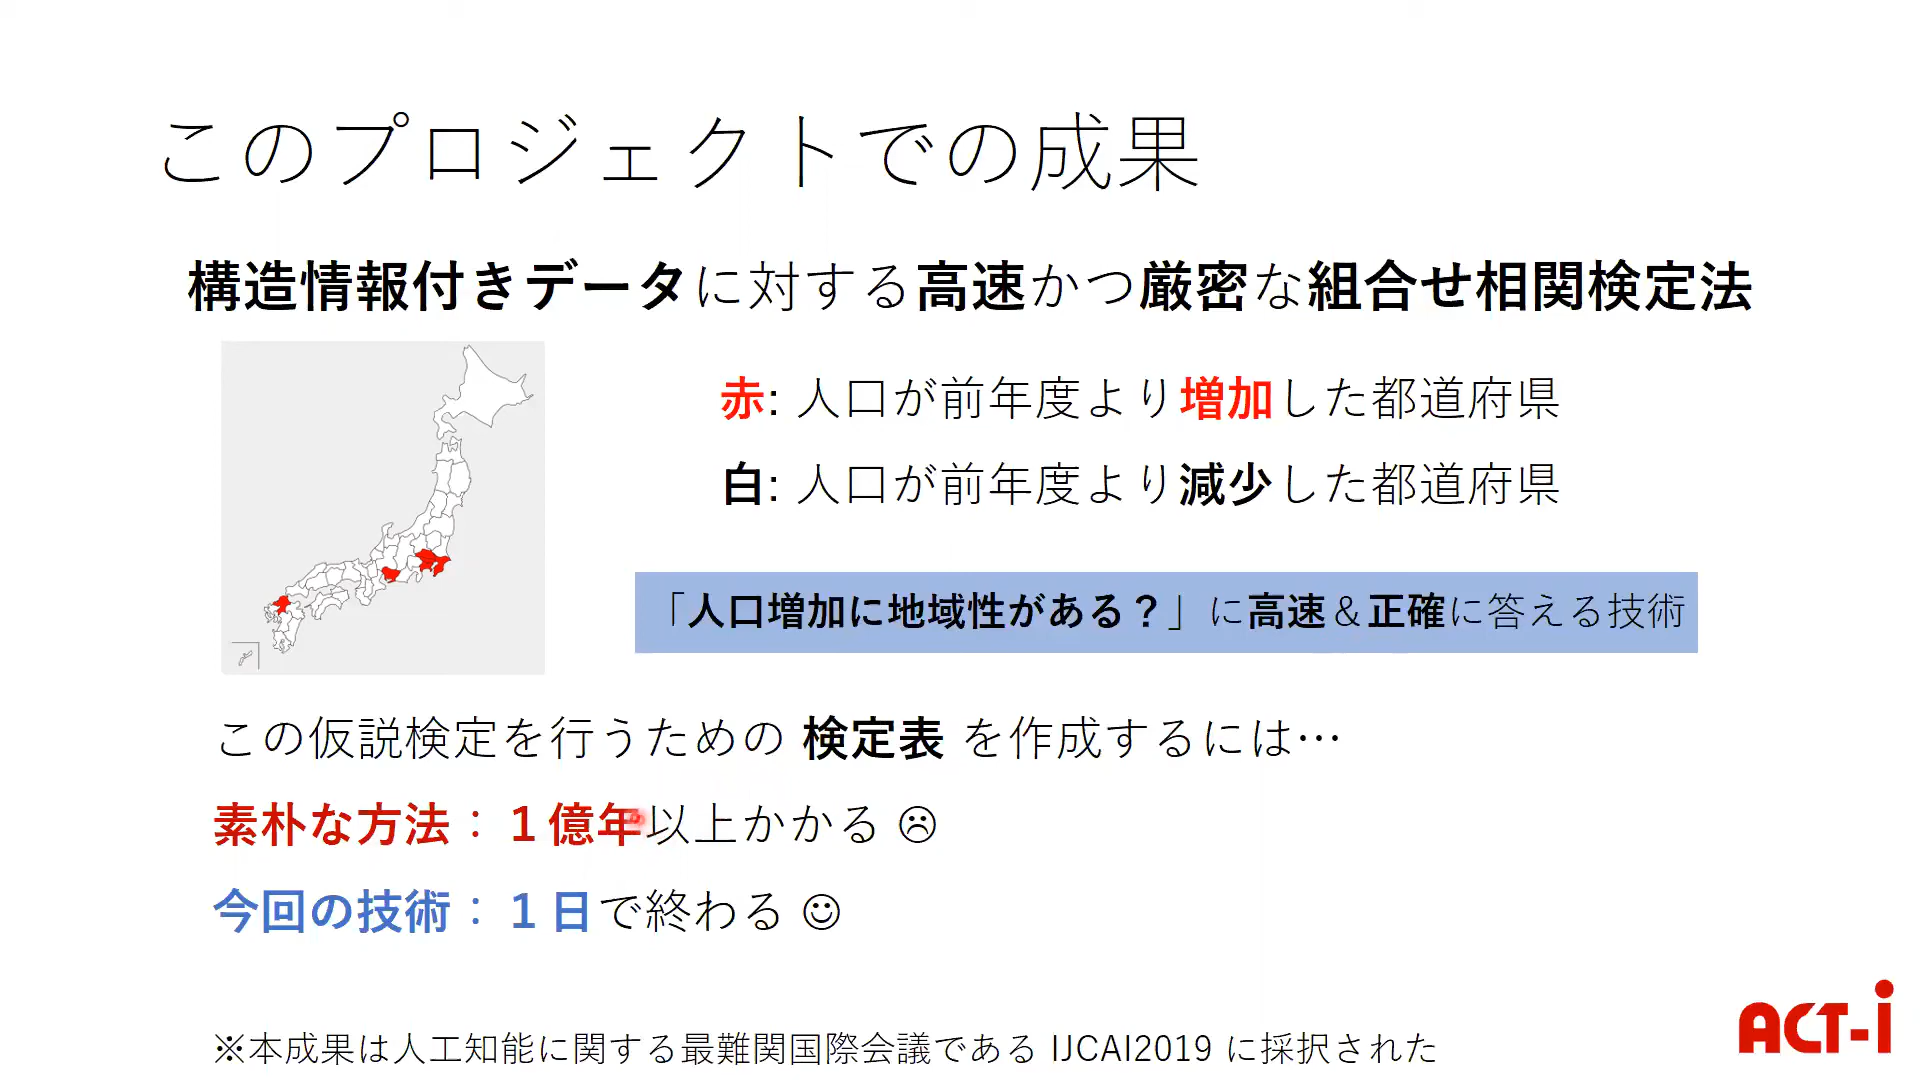 このプロジェクトでの成果
構造情報付きデータに対する高速かつ厳密な組合せ相関検定法
赤: 人口が前年度より増加した都道府県
白: 人口が前年度より減少した都道府県
「人口増加に地域性がある？」に高速＆正確に答える技術
この仮説検定を行うための 検定表 を作成するには…
素朴な方法： 1 億年以上かかる ☹
今回の技術： 1 日で終わる ☺
※本成果は人工知能に関する最難関国際会議である IJCAI2019 に採択された
ACT-i